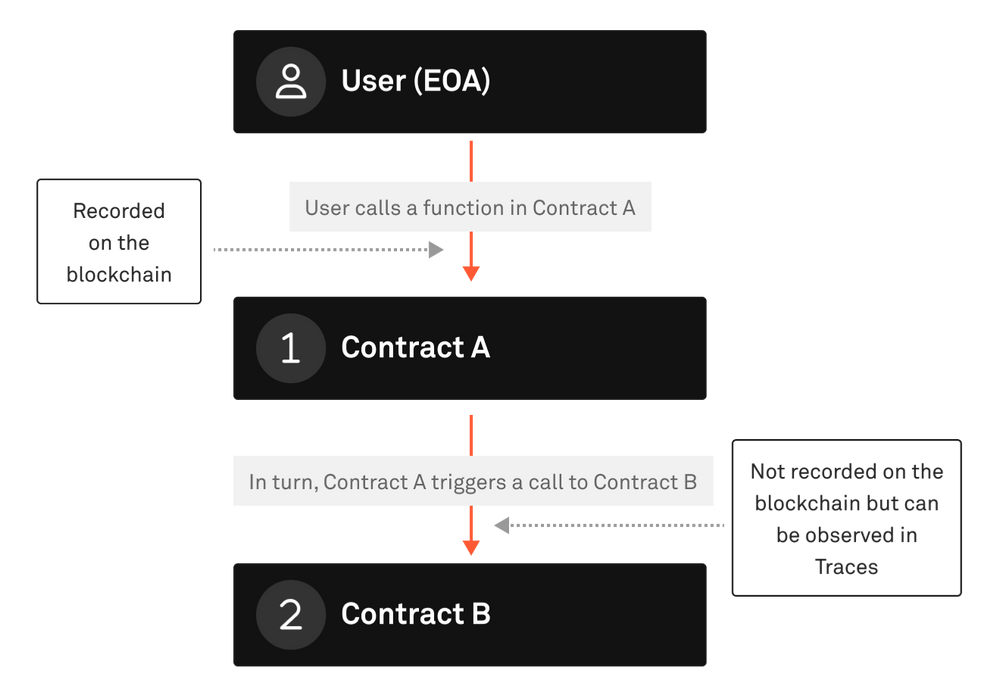 User (EOA)
Recorded
on the
blockchain
User calls a function in Contract A
1
Contract A
In turn, Contract A triggers a call to Contract B
Not recorded on the
blockchain but can
be observed in
Traces
2
Contract B